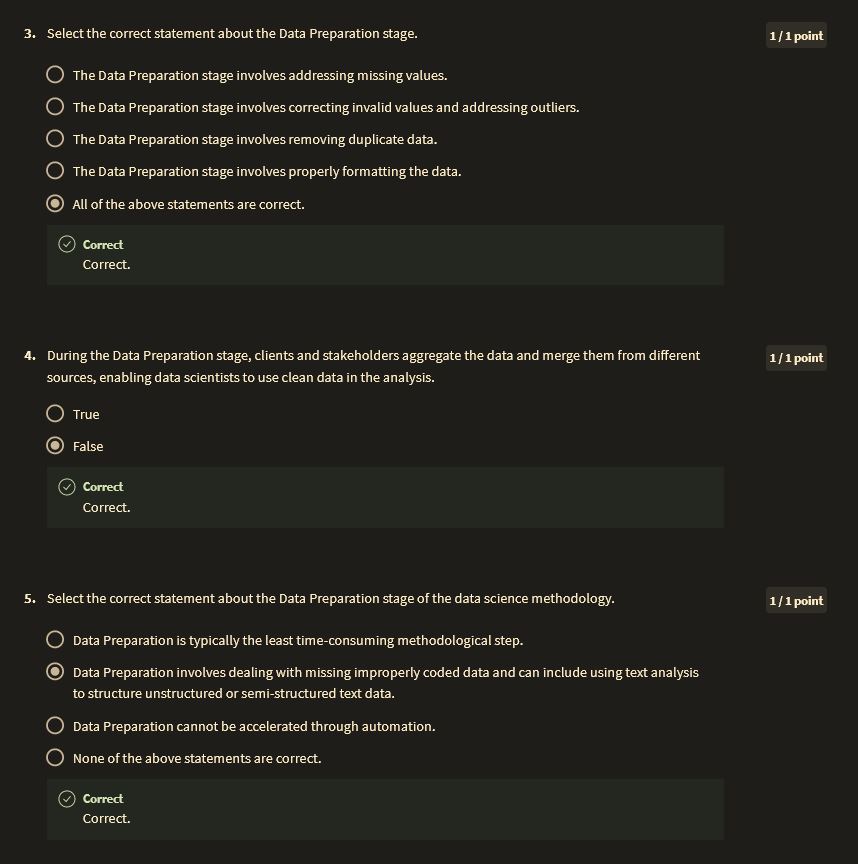 3. Select the correct statement about the Data Preparation stage.
1 / 1 point
The Data Preparation stage involves addressing missing values.
The Data Preparation stage involves correcting invalid values and addressing outliers.
The Data Preparation stage involves removing duplicate data.
The Data Preparation stage involves properly formatting the data.
All of the above statements are correct.
Correct
Correct.
4. During the Data Preparation stage, clients and stakeholders aggregate the data and merge them from different
1 / 1 point
sources, enabling data scientists to use clean data in the analysis.
True
False
Correct
Correct.
5. Select the correct statement about the Data Preparation stage of the data science methodology.
1 / 1 point
Data Preparation is typically the least time-consuming methodological step.
Data Preparation involves dealing with missing improperly coded data and can include using text analysis
to structure unstructured or semi-structured text data.
Data Preparation cannot be accelerated through automation.
None of the above statements are correct.
Correct
Correct.